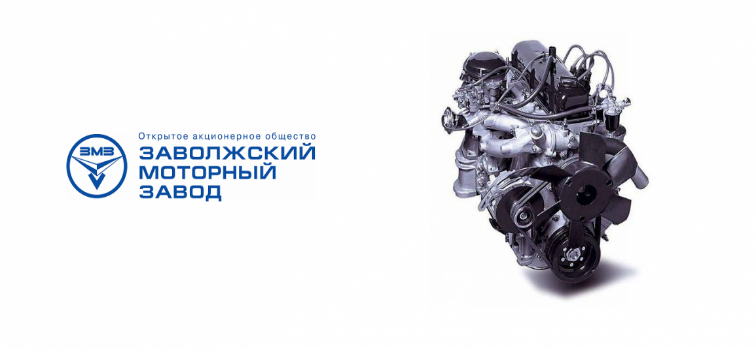 Открытое акционерное общество
ЗМЗ
ЗАВОЛЖСКИЙ
МОТОРНЫЙ
ЗАВОД